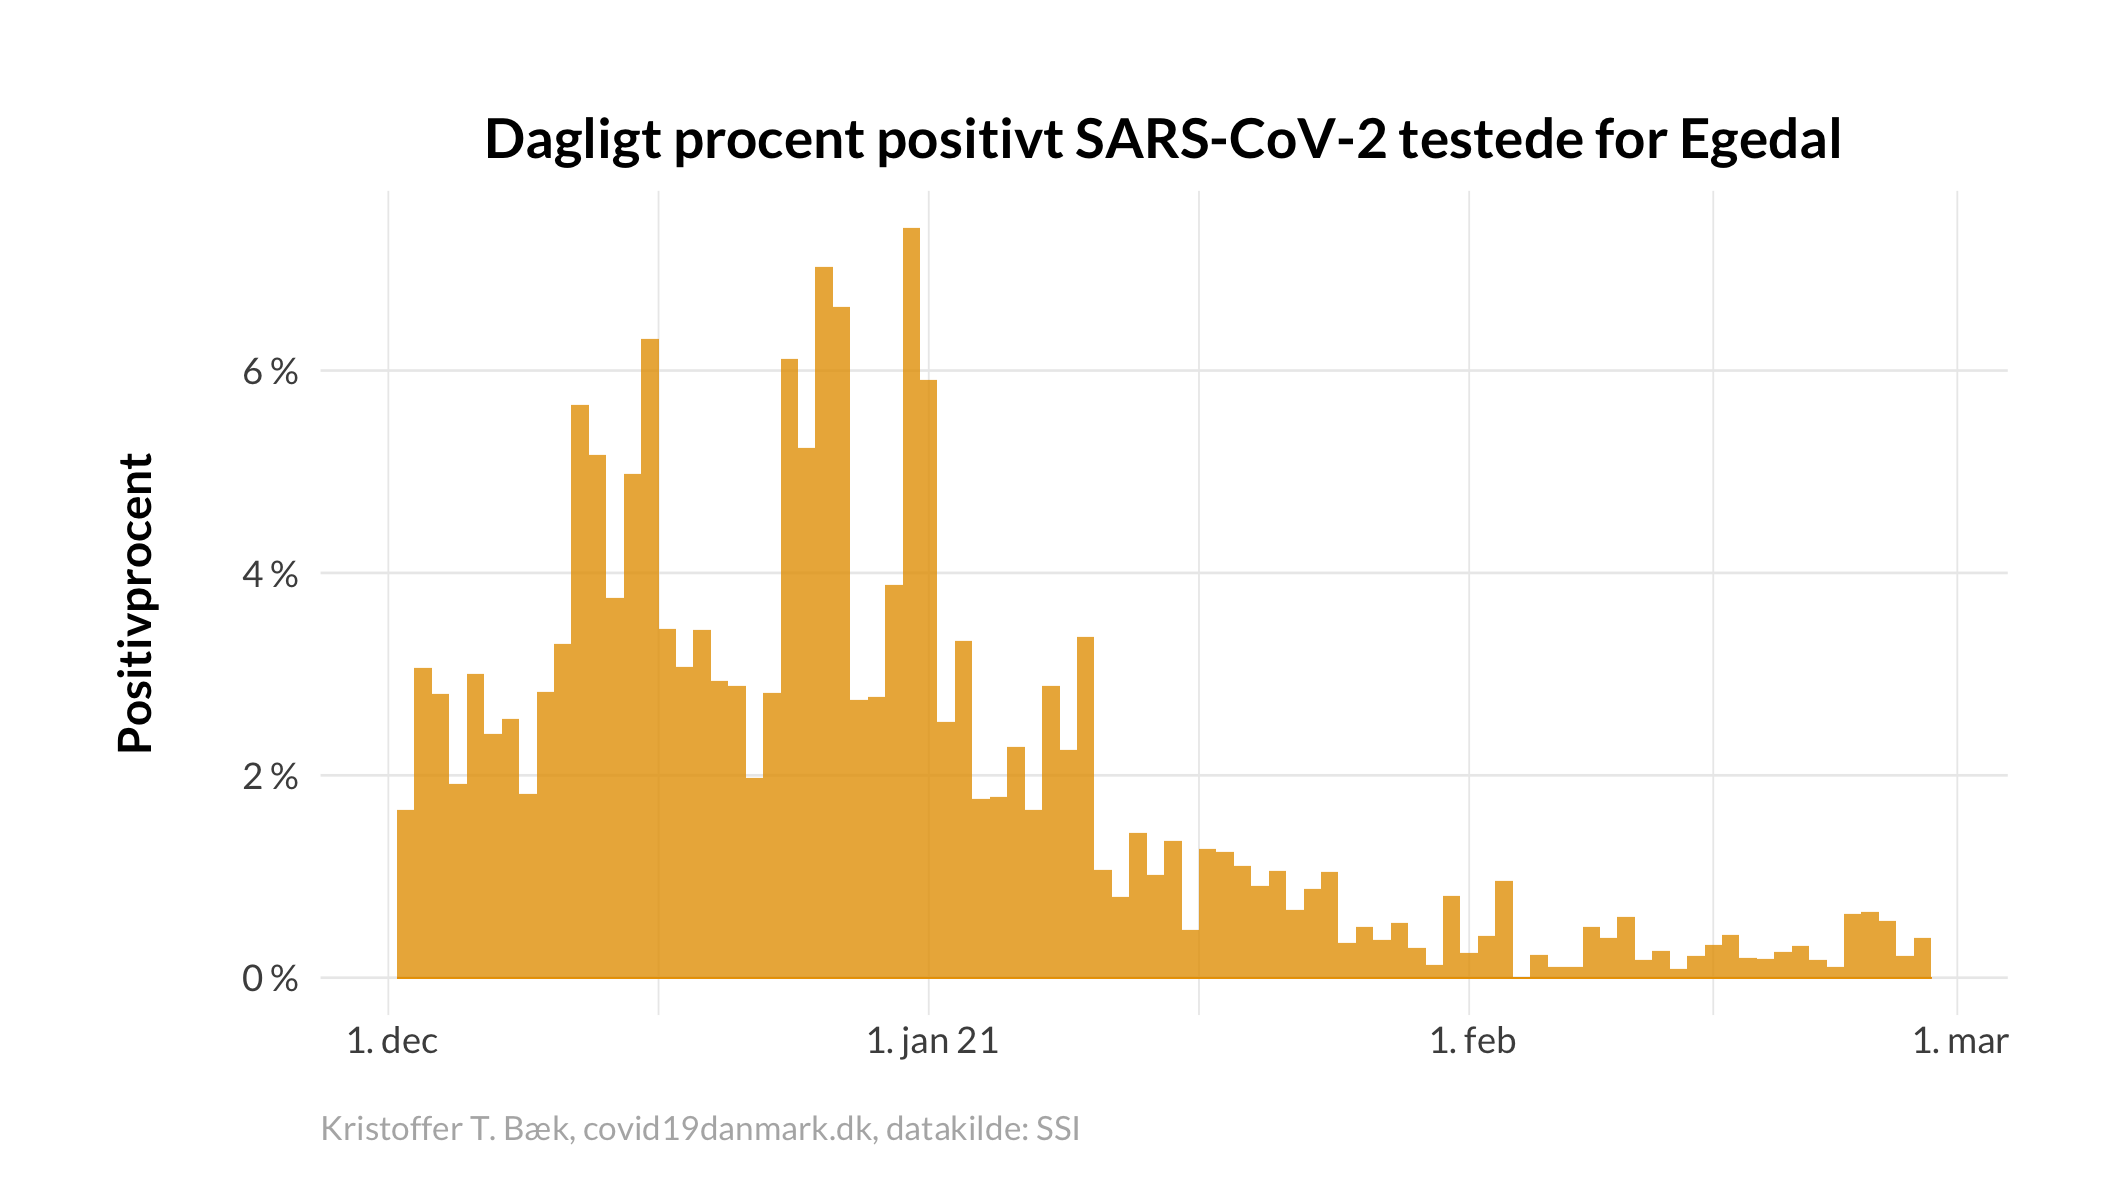 Dagligt procent positivt SARS-CoV-2 testede for Egedal
Positivprocent
6 %
4 %
2 %
0 %
1. dec
1. jan 21
1. feb
1. mar
Kristoffer T. Bæk, covid19danmark.dk, datakilde: SSI